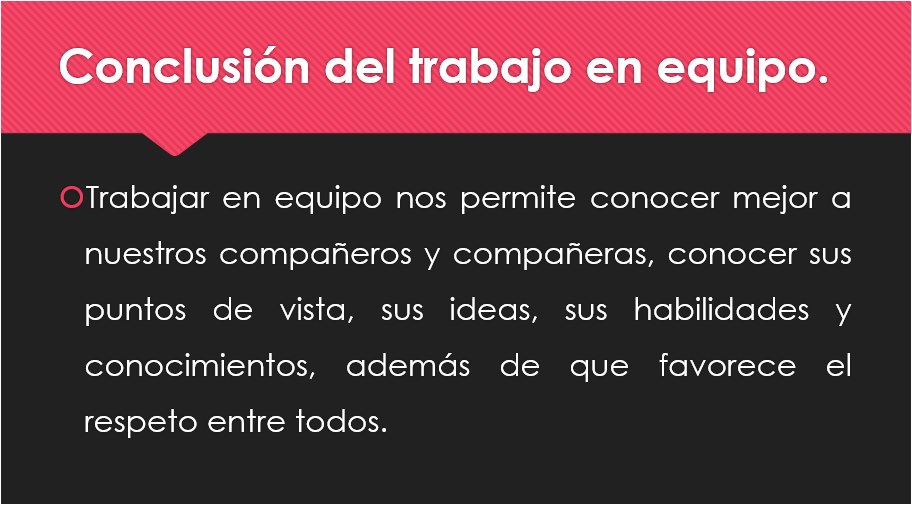 Conclusión del trabajo en equipo.
Trabajar en equipo nos permite conocer mejor a
nuestros compañeros y compañeras, conocer sus
puntos de vista, sus ideas, sus habilidades y
conocimientos, además de que favorece el
respeto entre todos.